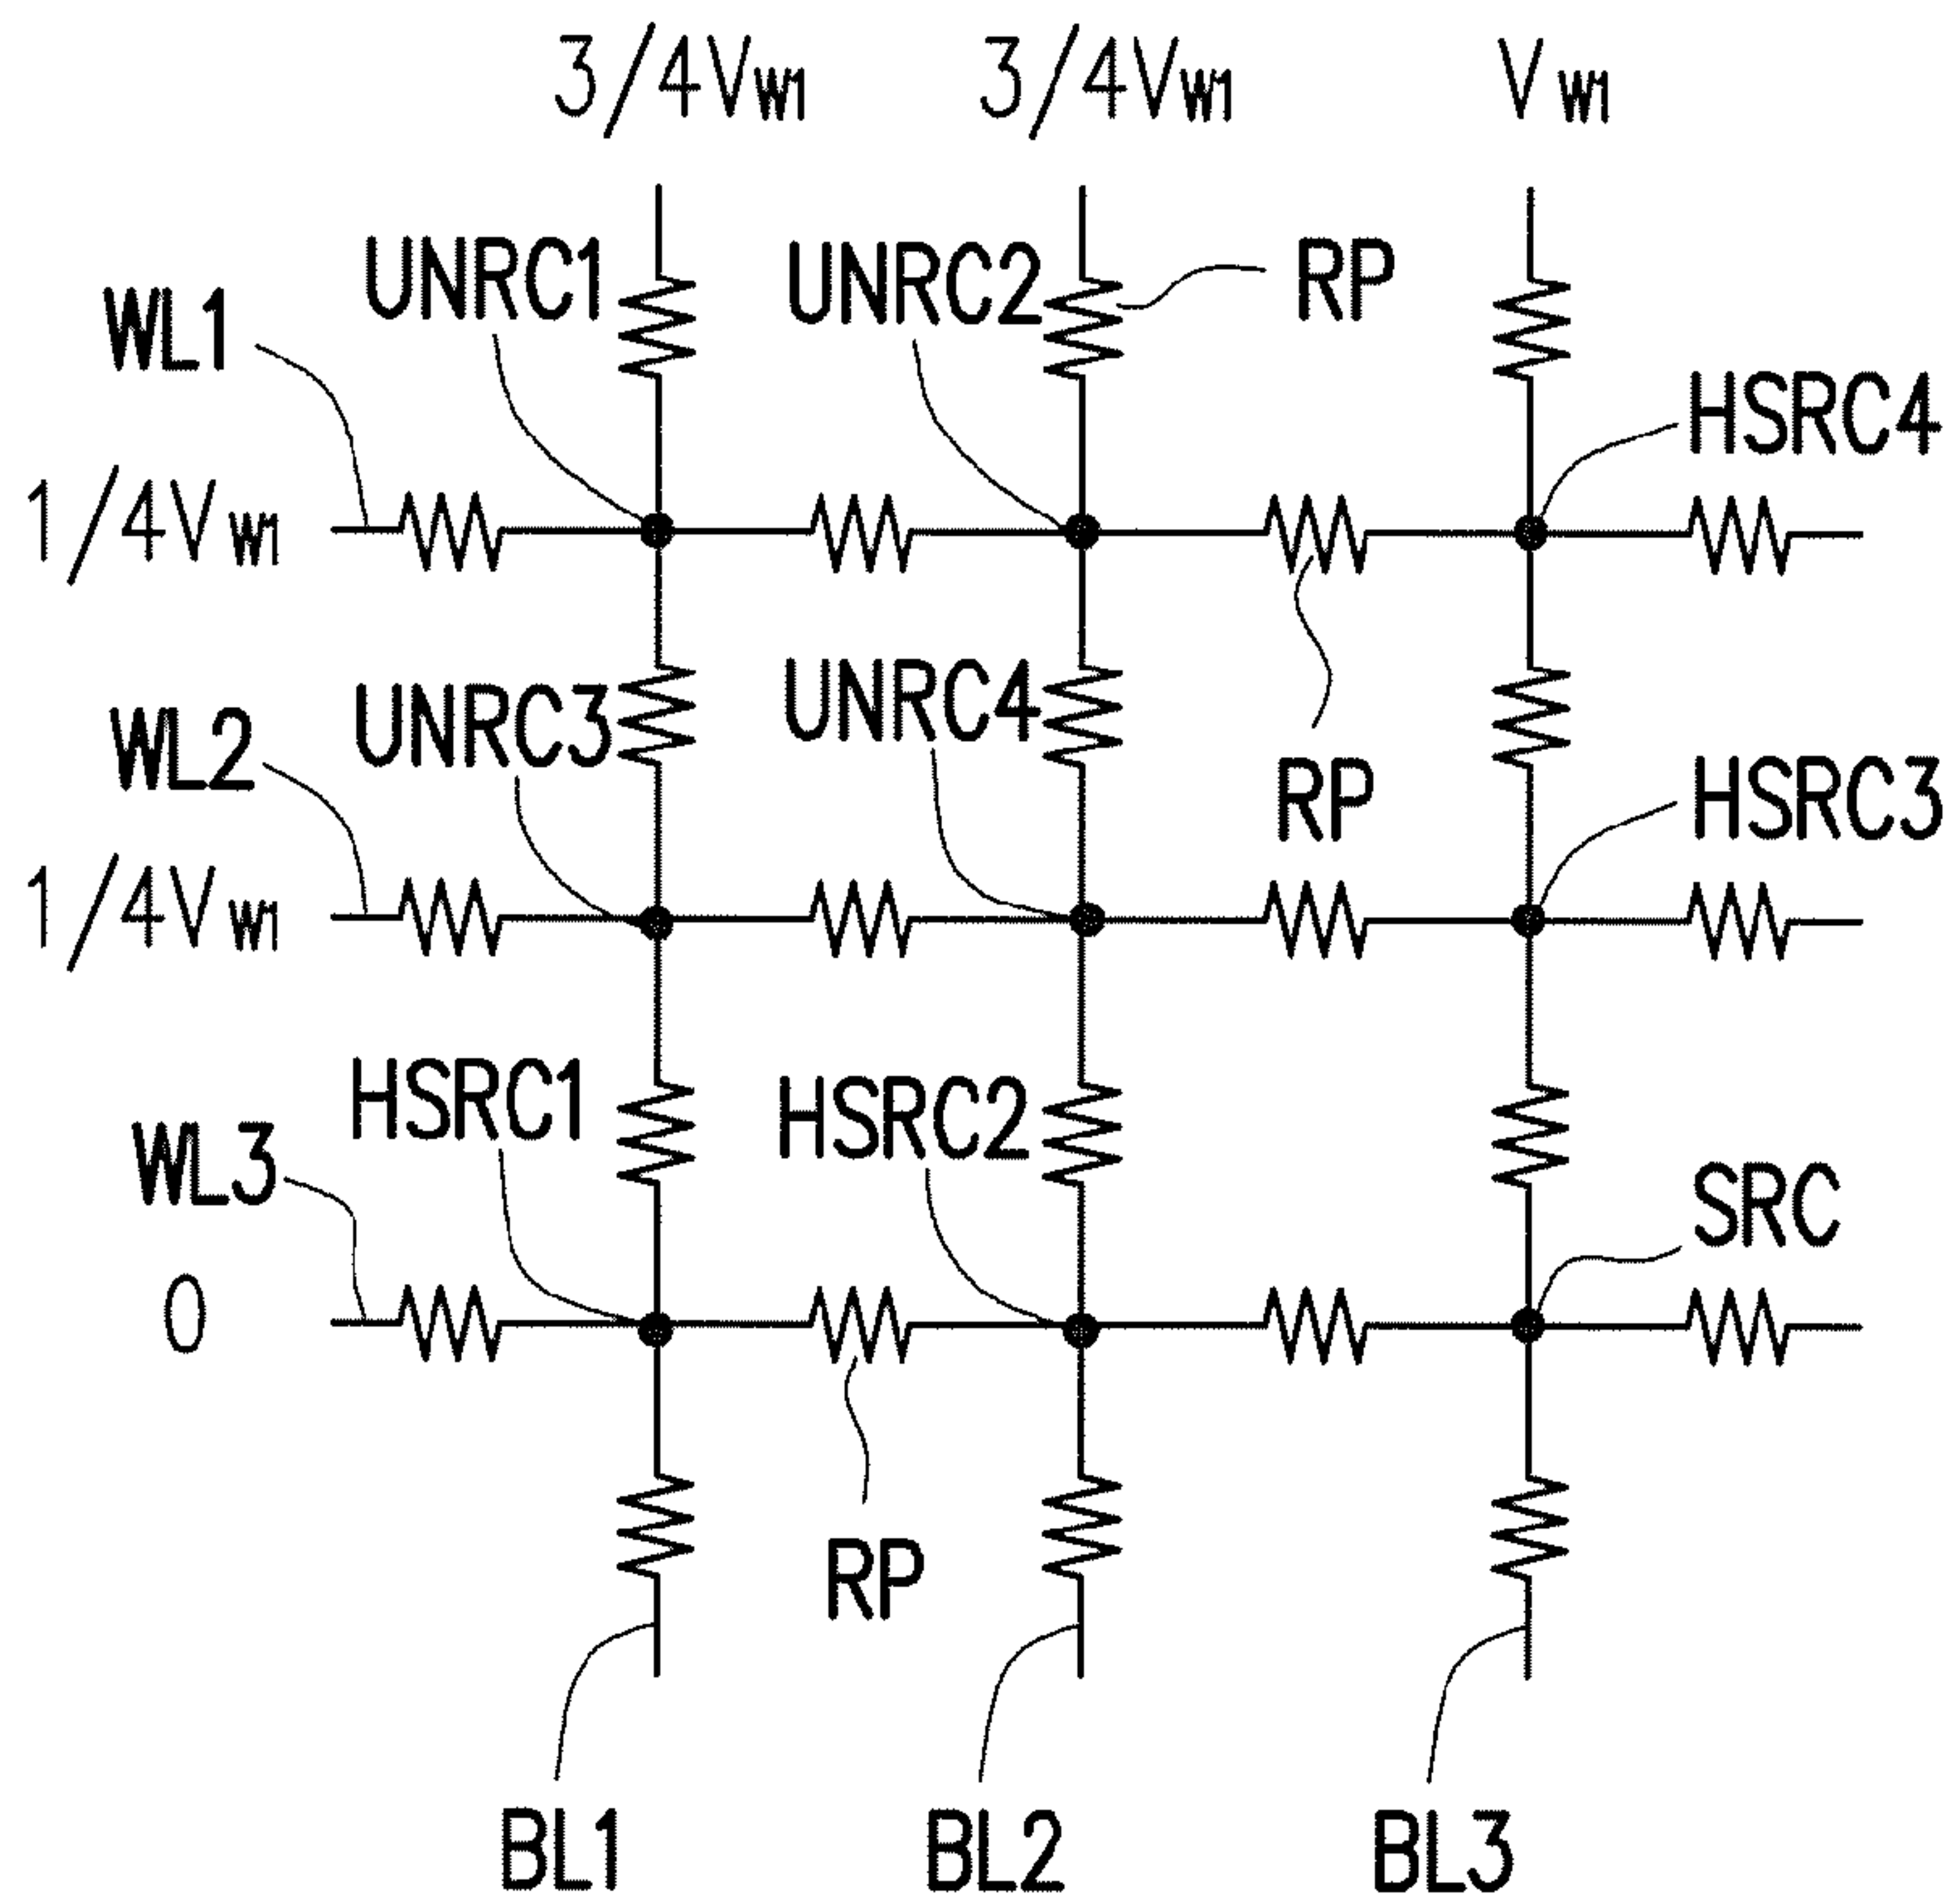 3/4VW1 3/4VW1 VW1
UNRC1 UNRC2 RP
WL1
HSRC4
1/4VW1
UNRC3 UNRC4
WL2 RP HSRC3
1/4VW1
HSRC1 HSRC2
WL3 SRC
0
RP
BL1 BL2 BL3